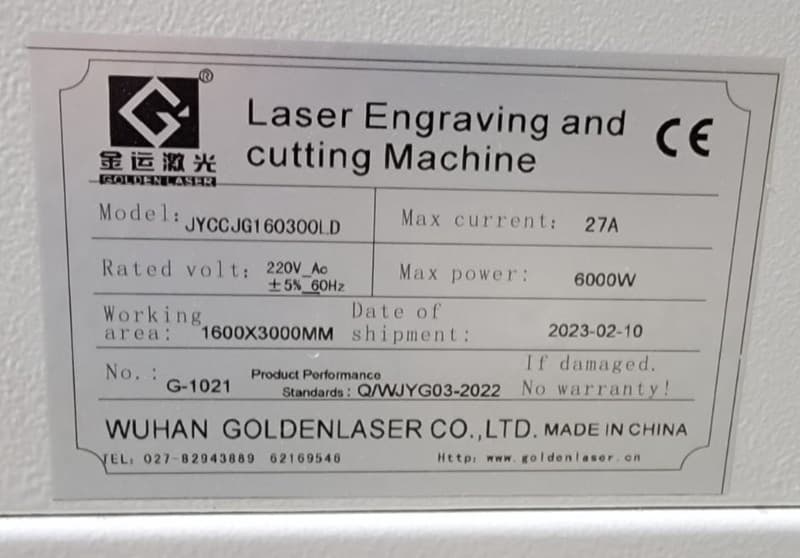 ®
Laser Engraving and
cutting Machine
CE
金运激光
GOLDEN LASER
Model: JYCCJG160300LD
Max current: 27A
Rated volt: 220V_Ac
±5%_60Hz
Max power: 6000W
Working
area: 1600X3000MM
Date of
shipment: 2023-02-10
No.: G-1021
Product Performance
Standards: Q/WJYG03-2022
If damaged.
No warranty!
WUHAN GOLDENLASER CO.,LTD. MADE IN CHINA
TEL: 027-82943889 62169546
Http: www.goldenlaser.cn